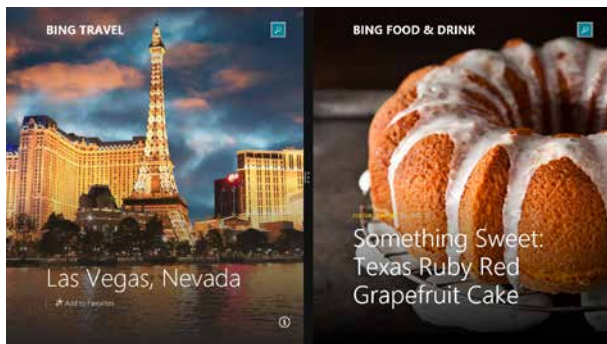 BING TRAVEL
Las Vegas, Nevada
Add to Favorites
BING FOOD & DRINK
Something Sweet:
Texas Ruby Red
Grapefruit Cake